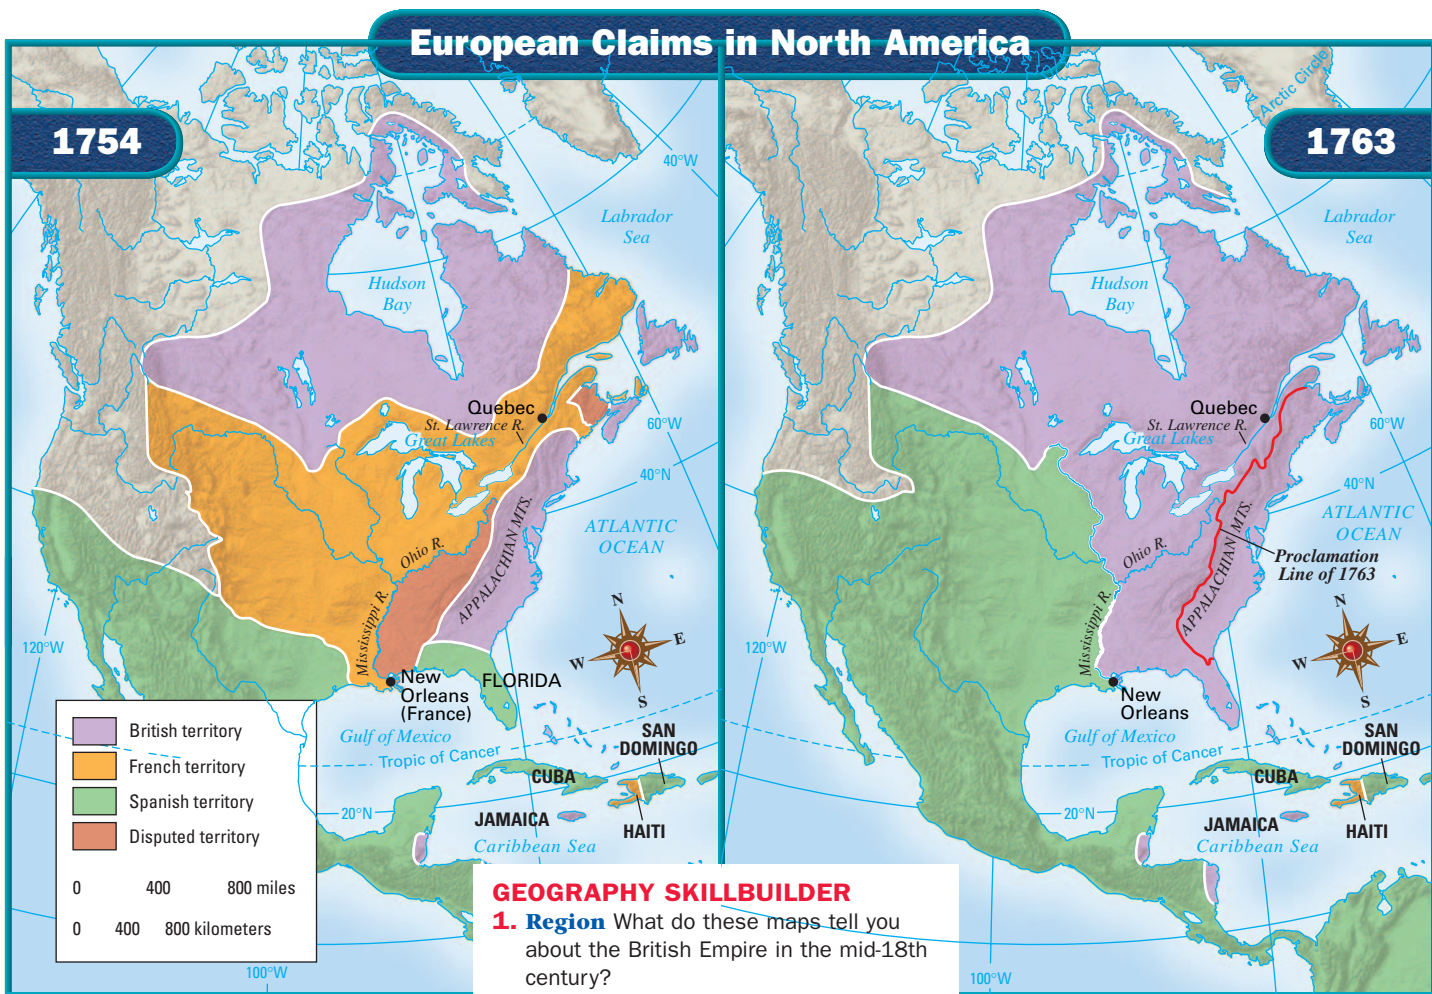 European Claims in North America
1754
40°W
Labrador
Sea
Hudson
Bay
Quebec
St. Lawrence R.
Great Lakes
60°W
40°N
ATLANTIC
OCEAN
APPALACHIAN MTS.
Ohio R.
Mississippi R.
120°W
N
E
W
S
New
Orleans
(France)
FLORIDA
Gulf of Mexico
Tropic of Cancer
SAN
DOMINGO
CUBA
20°N
JAMAICA
HAITI
Caribbean Sea
100°W
British territory
French territory
Spanish territory
Disputed territory
0 400 800 miles
0 400 800 kilometers
1763
Arctic Circle
Labrador
Sea
Hudson
Bay
Quebec
St. Lawrence R.
Great Lakes
60°W
40°N
ATLANTIC
OCEAN
APPALACHIAN MTS.
Proclamation
Line of 1763
Ohio R.
Mississippi R.
120°W
N
E
W
S
New
Orleans
Gulf of Mexico
Tropic of Cancer
SAN
DOMINGO
CUBA
20°N
JAMAICA
HAITI
Caribbean Sea
100°W
GEOGRAPHY SKILLBUILDER
1. Region What do these maps tell you
about the British Empire in the mid-18th
century?